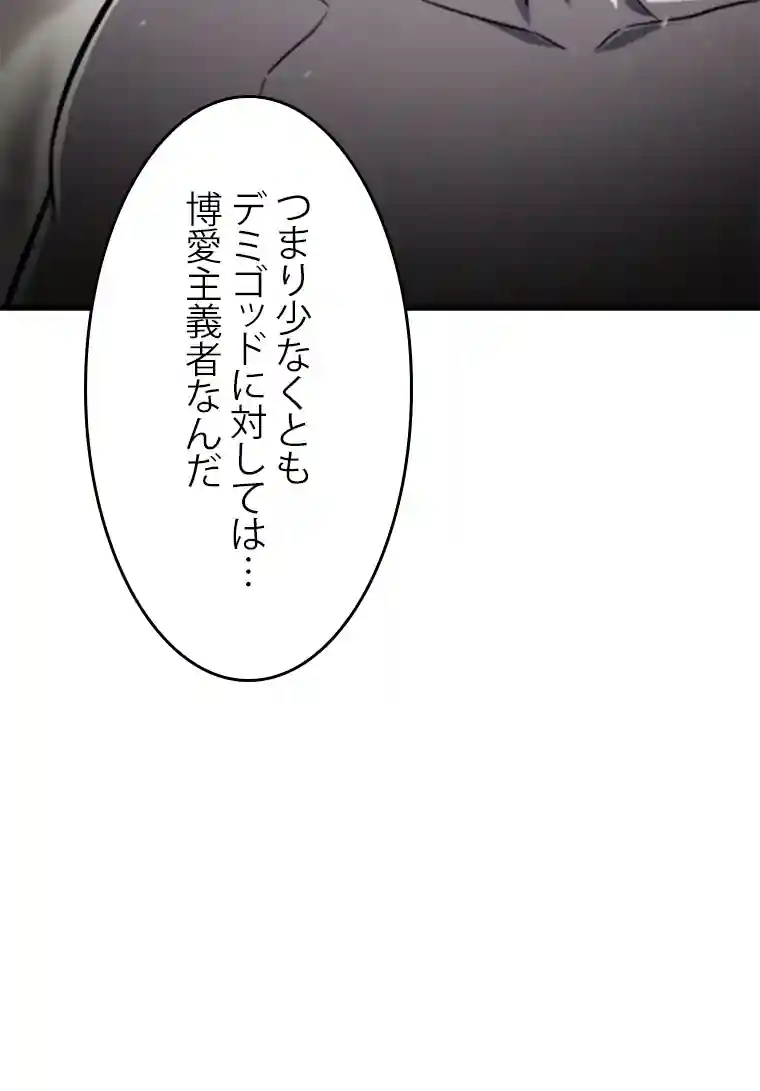 つまり少なくとも
デミゴッドに対しては…
博愛主義者なんだ